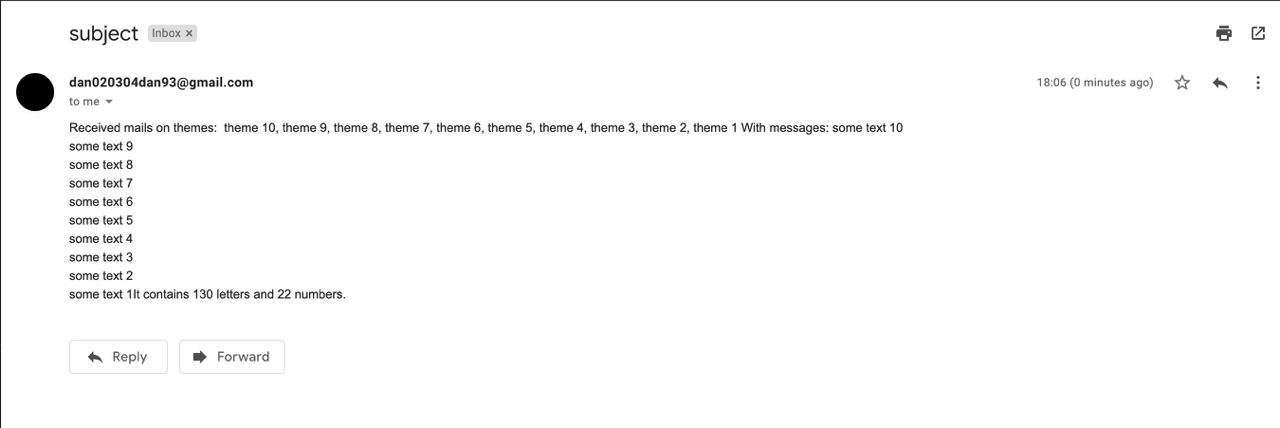 subject Inbox ×
dan020304dan93@gmail.com 18:06 (0 minutes ago)
to me
Received mails on themes:  theme 10, theme 9, theme 8, theme 7, theme 6, theme 5, theme 4, theme 3, theme 2, theme 1 With messages: some text 10
some text 9
some text 8
some text 7
some text 6
some text 5
some text 4
some text 3
some text 2
some text 1It contains 130 letters and 22 numbers.
Reply Forward